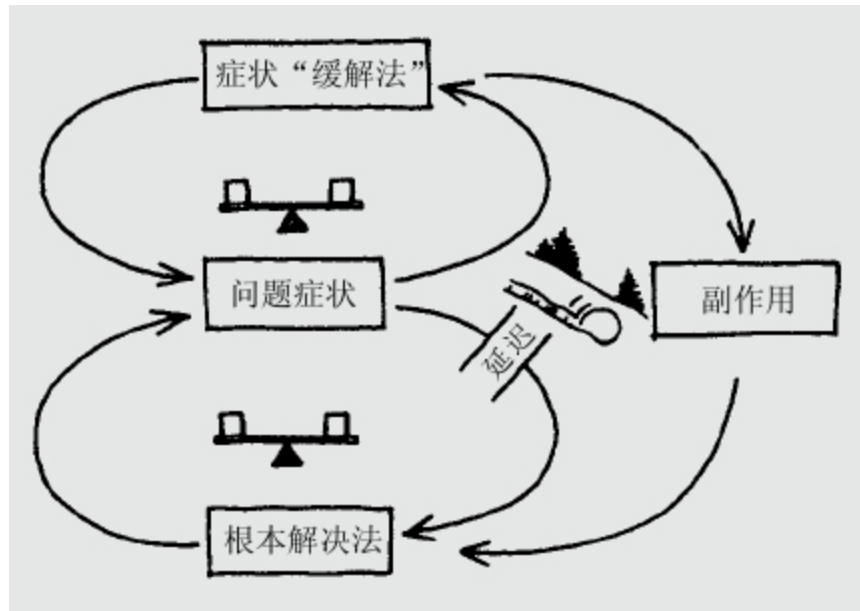 症状“缓解法”
问题症状
副作用
延迟
根本解决法